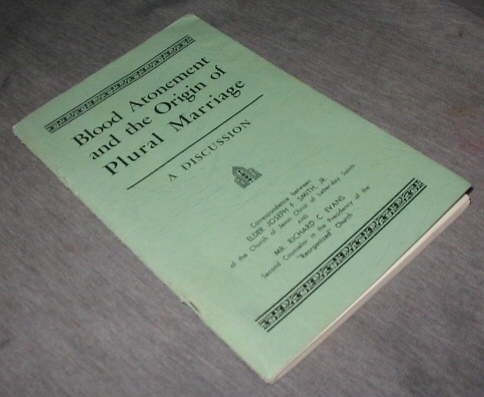 Blood Atonement
and the Origin of
Plural Marriage
A DISCUSSION
Correspondence between
ELDER JOSEPH F. SMITH, JR.
of the Church of Jesus Christ of Latter-day Saints
AND
MR. RICHARD C. EVANS
Second Counselor in the Presidency of the
"Reorganized" Church